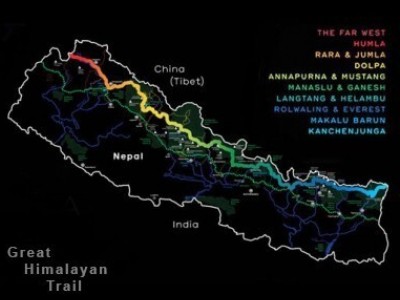 THE FAR WEST
HUMLA
RARA & JUMLA
DOLPA
ANNAPURNA & MUSTANG
MANASLU & GANESH
LANGTANG & HELAMBU
ROLWALING & EVEREST
MAKALU BARUN
KANCHENJUNGA
China
(Tibet)
Nepal
India
Great
Himalayan
Trail